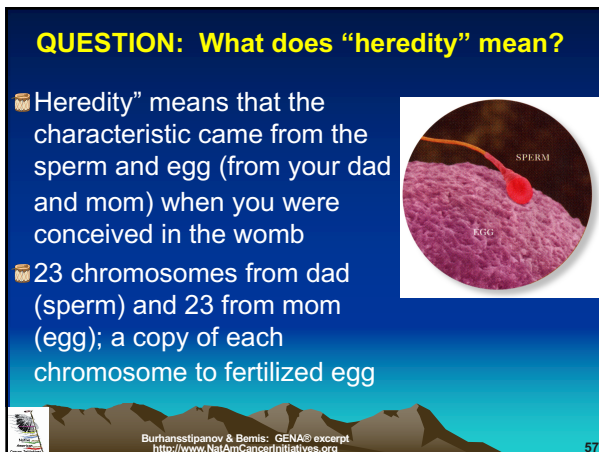 QUESTION: What does “heredity” mean?
Heredity” means that the
characteristic came from the
sperm and egg (from your dad
and mom) when you were
conceived in the womb
23 chromosomes from dad
(sperm) and 23 from mom
(egg); a copy of each
chromosome to fertilized egg
SPERM
EGG
Burhansstipanov & Bemis: GENA® excerpt
http://www.NatAmCancerInitiatives.org
57